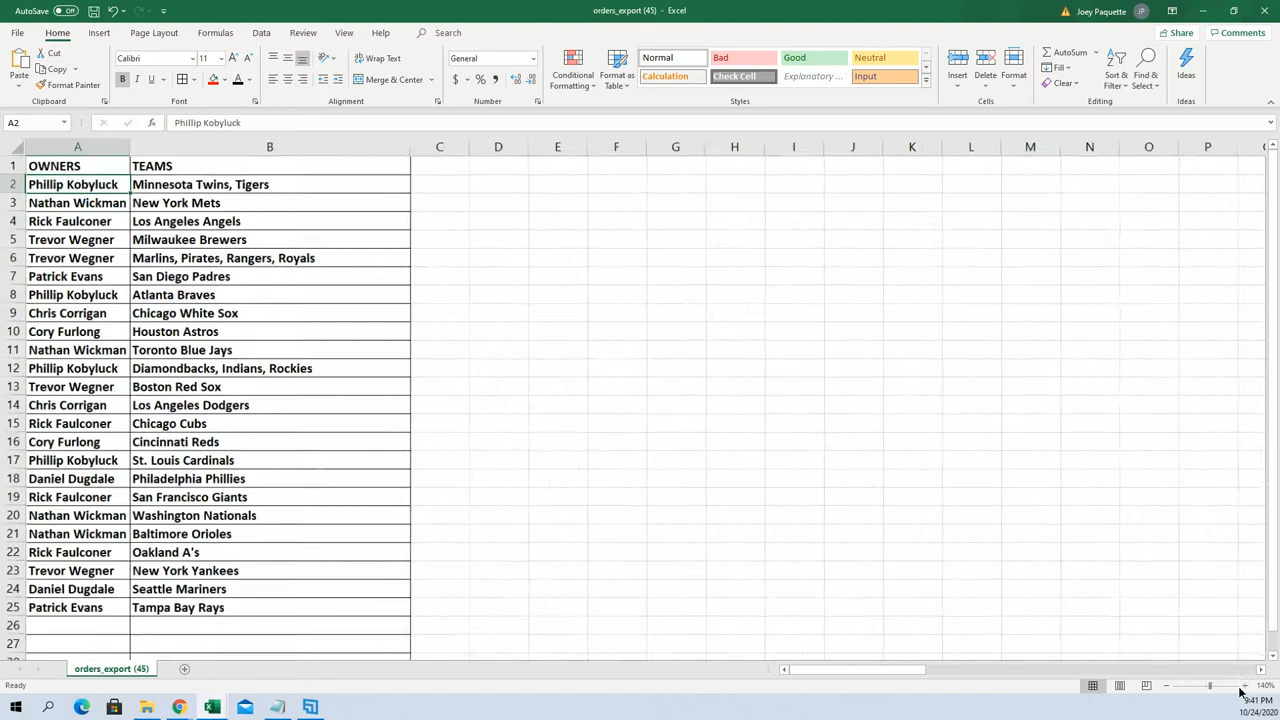 AutoSave Off orders_export (45) - Excel Joey Paquette JP
File Home Insert Page Layout Formulas Data Review View Help Search Share Comments
Paste Cut Copy Format Painter Clipboard
Calibri 11 A A B I U A Font
Wrap Text Merge & Center Alignment
General $ % , Number
Conditional Formatting Format as Table
Normal Bad Good Neutral
Calculation Check Cell Explanatory ... Input
Styles
Insert Delete Format Cells
AutoSum Fill Clear Sort & Filter Find & Select Editing
Ideas Ideas
A2 fx Phillip Kobyluck
A B C D E F G H I J K L M N O P
1 OWNERS TEAMS
2 Phillip Kobyluck Minnesota Twins, Tigers
3 Nathan Wickman New York Mets
4 Rick Faulconer Los Angeles Angels
5 Trevor Wegner Milwaukee Brewers
6 Trevor Wegner Marlins, Pirates, Rangers, Royals
7 Patrick Evans San Diego Padres
8 Phillip Kobyluck Atlanta Braves
9 Chris Corrigan Chicago White Sox
10 Cory Furlong Houston Astros
11 Nathan Wickman Toronto Blue Jays
12 Phillip Kobyluck Diamondbacks, Indians, Rockies
13 Trevor Wegner Boston Red Sox
14 Chris Corrigan Los Angeles Dodgers
15 Rick Faulconer Chicago Cubs
16 Cory Furlong Cincinnati Reds
17 Phillip Kobyluck St. Louis Cardinals
18 Daniel Dugdale Philadelphia Phillies
19 Rick Faulconer San Francisco Giants
20 Nathan Wickman Washington Nationals
21 Nathan Wickman Baltimore Orioles
22 Rick Faulconer Oakland A's
23 Trevor Wegner New York Yankees
24 Daniel Dugdale Seattle Mariners
25 Patrick Evans Tampa Bay Rays
26
27
orders_export (45)
Ready 140%
9:41 PM
10/24/2020